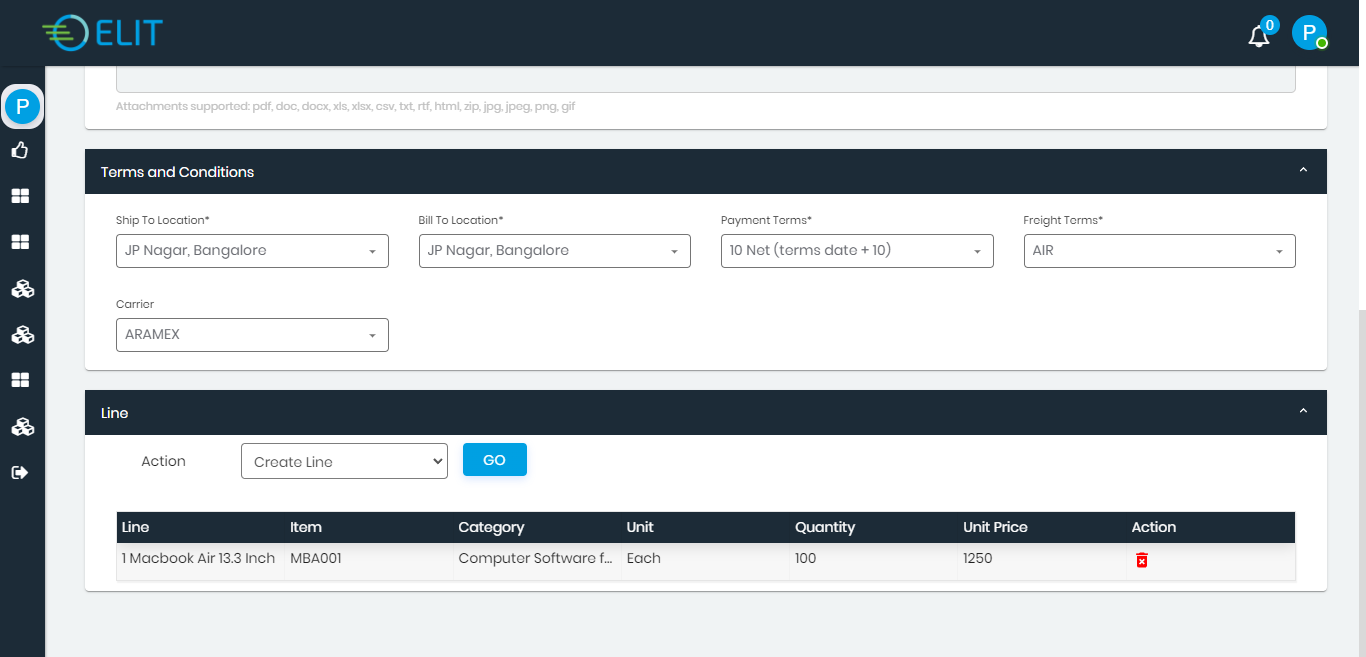 ELIT
0
P
P
Attachments supported: pdf, doc, docx, xls, xlsx, csv, txt, rtf, html, zip, jpg, jpeg, png, gif
Terms and Conditions
Ship To Location* Bill To Location* Payment Terms* Freight Terms*
JP Nagar, Bangalore JP Nagar, Bangalore 10 Net (terms date + 10) AIR
Carrier
ARAMEX
Line
Action Create Line GO
Line Item Category Unit Quantity Unit Price Action
1 Macbook Air 13.3 Inch MBA001 Computer Software f... Each 100 1250